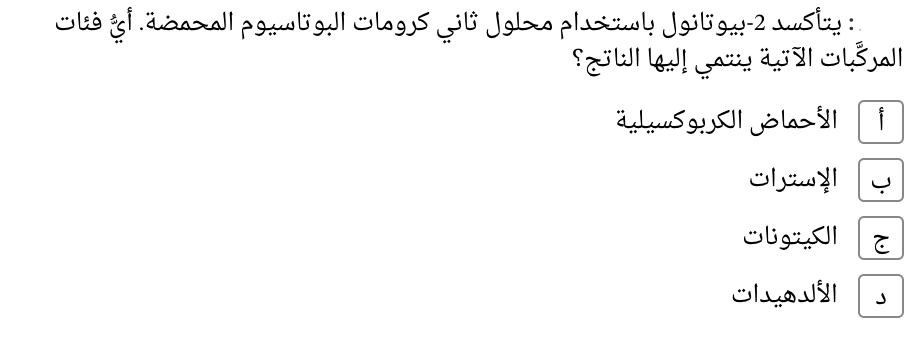 : يتأكسد 2-بيوتانول باستخدام محلول ثاني كرومات البوتاسيوم المحمضة. أيُّ فئات
المركَّبات الآتية ينتمي إليها الناتج؟
أ الأحماض الكربوكسيلية
ب الإسترات
ج الكيتونات
د الألدهيدات